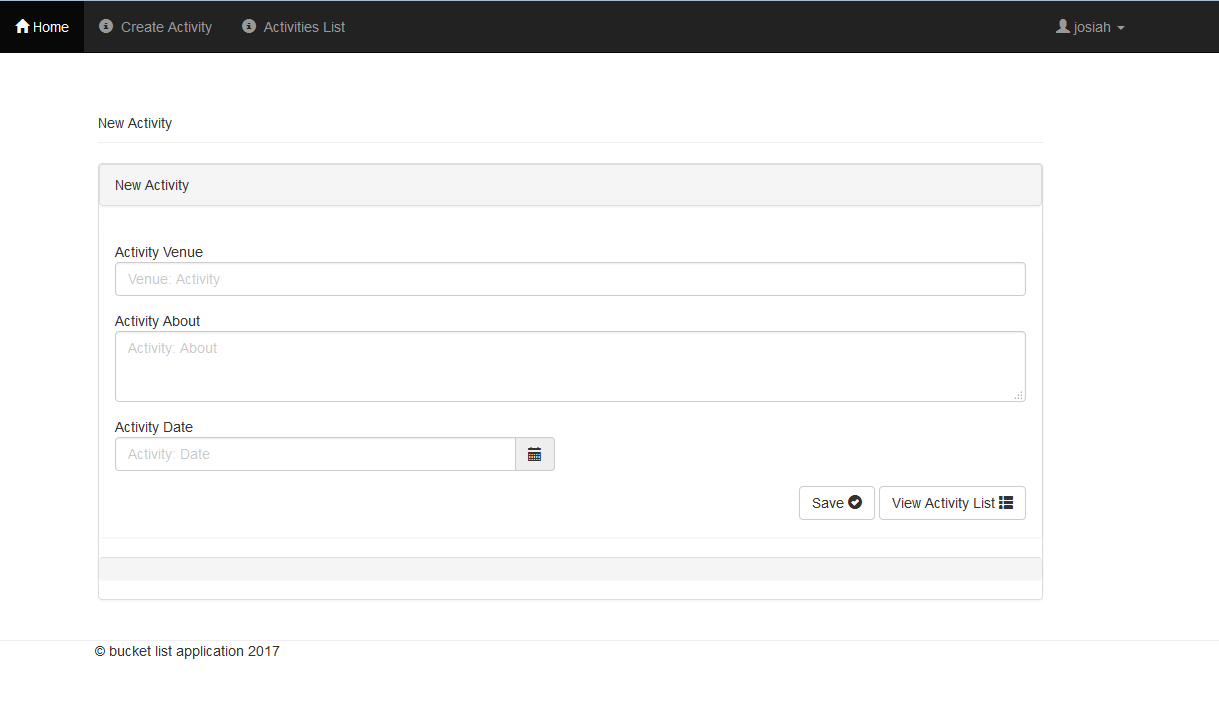 Home Create Activity Activities List josiah
New Activity
New Activity
Activity Venue
Venue: Activity
Activity About
Activity: About
Activity Date
Activity: Date
Save View Activity List
© bucket list application 2017